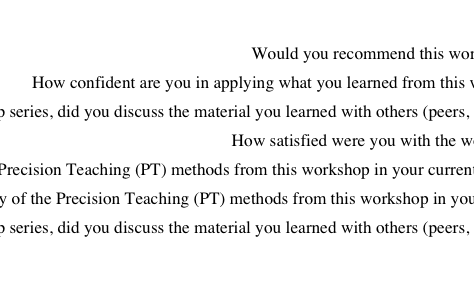 Would you recommend this
How confident are you in applying what you learned from this
series, did you discuss the material you learned with others (peers,
How satisfied were you with the
Precision Teaching (PT) methods from this workshop in your current
of the Precision Teaching (PT) methods from this workshop in
series, did you discuss the material you learned with others (peers,